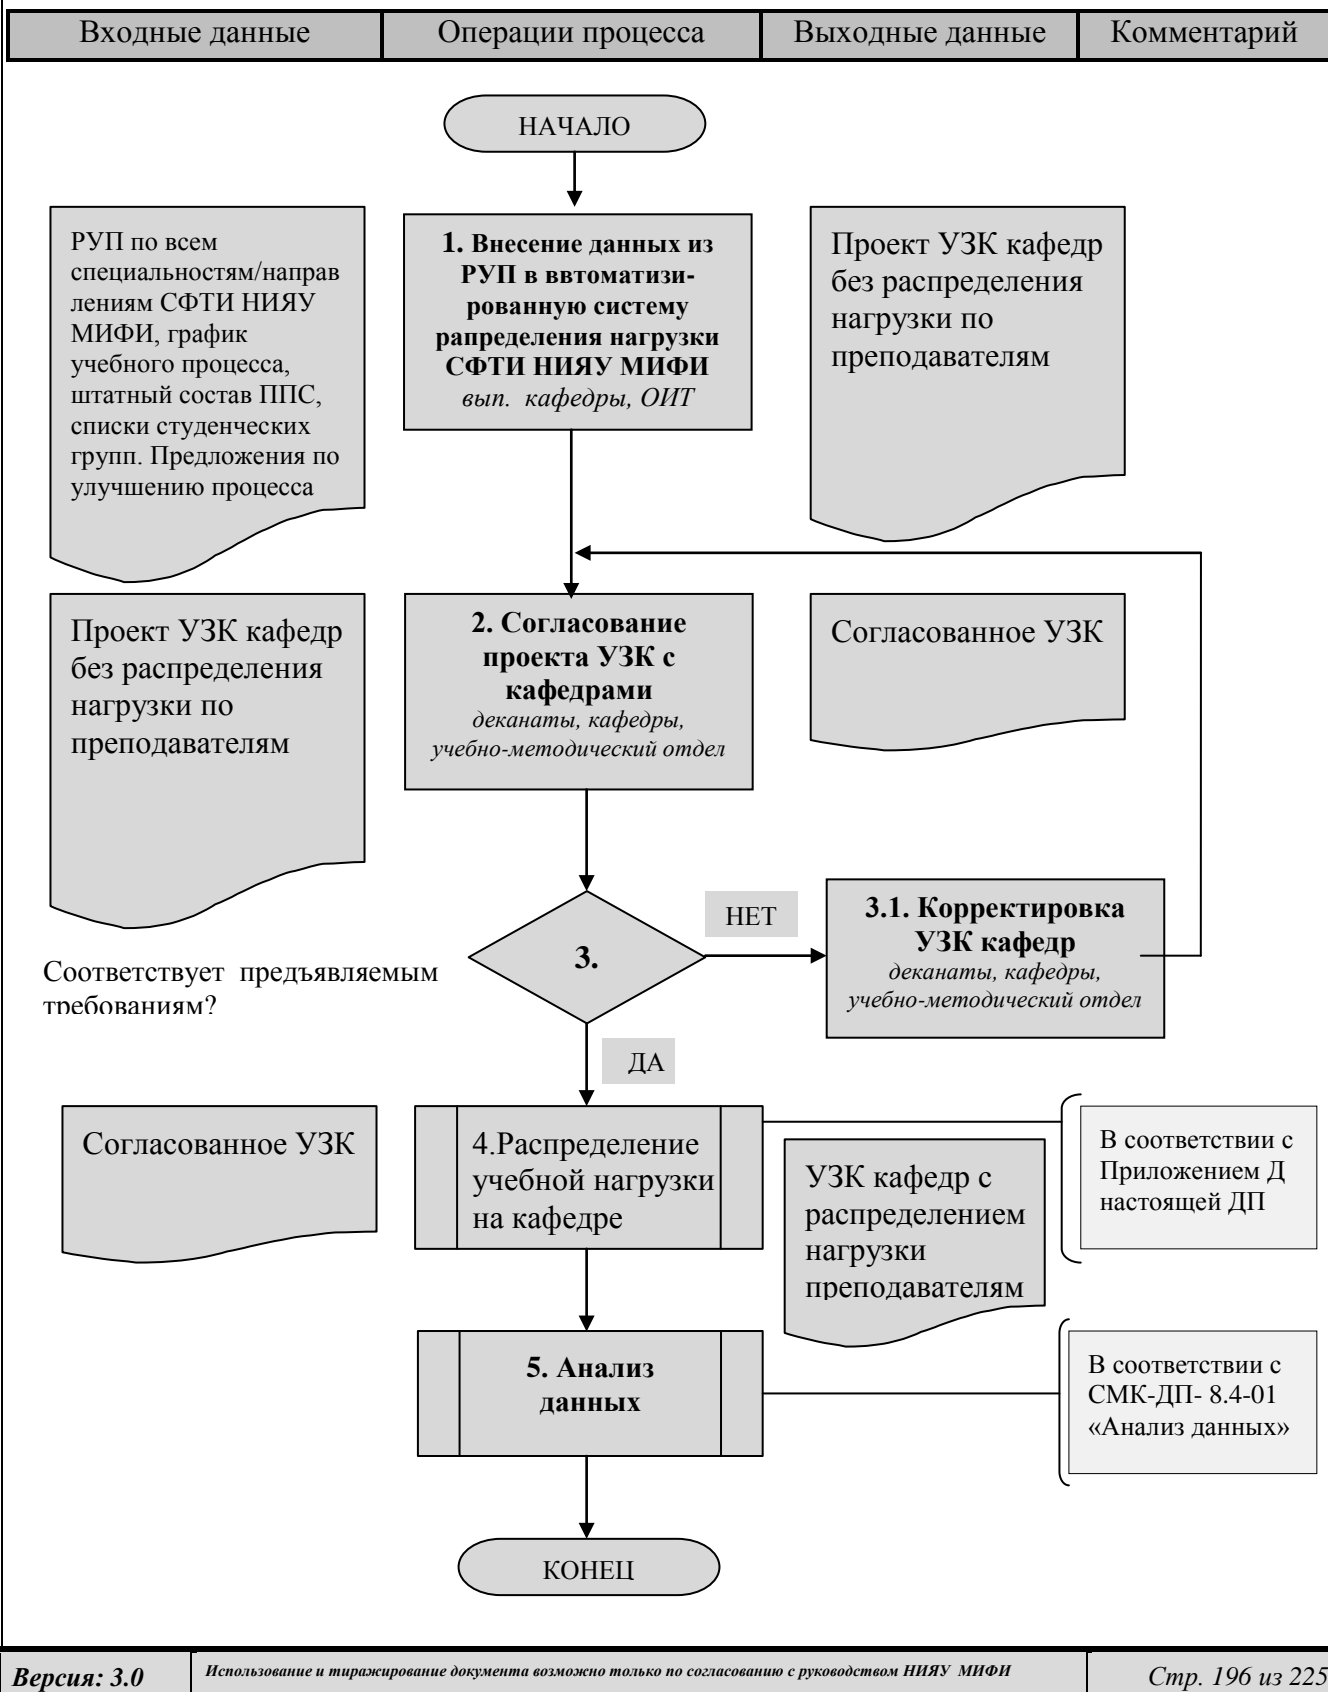 Входные данные
Операции процесса
Выходные данные
Комментарий
НАЧАЛО
РУП по всем
специальностям/направ
лениям СФТИ НИЯУ
МИФИ, график
учебного процесса,
штатный состав ППС,
списки студенческих
групп. Предложения по
улучшению процесса
1. Внесение данных из
РУП в ввтоматизи-
рованную систему
рапределения нагрузки
СФТИ НИЯУ МИФИ
вып. кафедры, ОИТ
Проект УЗК кафедр
без распределения
нагрузки по
преподавателям
Проект УЗК кафедр
без распределения
нагрузки по
преподавателям
2. Согласование
проекта УЗК с
кафедрами
деканаты, кафедры,
учебно-методический отдел
Согласованное УЗК
Соответствует предъявляемым
требованиям?
3.
НЕТ
3.1. Корректировка
УЗК кафедр
деканаты, кафедры,
учебно-методический отдел
ДА
Согласованное УЗК
4.Распределение
учебной нагрузки
на кафедре
УЗК кафедр с
распределением
нагрузки
преподавателям
В соответствии с
Приложением Д
настоящей ДП
5. Анализ
данных
В соответствии с
СМК-ДП- 8.4-01
«Анализ данных»
КОНЕЦ
Версия: 3.0
Использование и тиражирование документа возможно только по согласованию с руководством НИЯУ МИФИ
Стр. 196 из 225